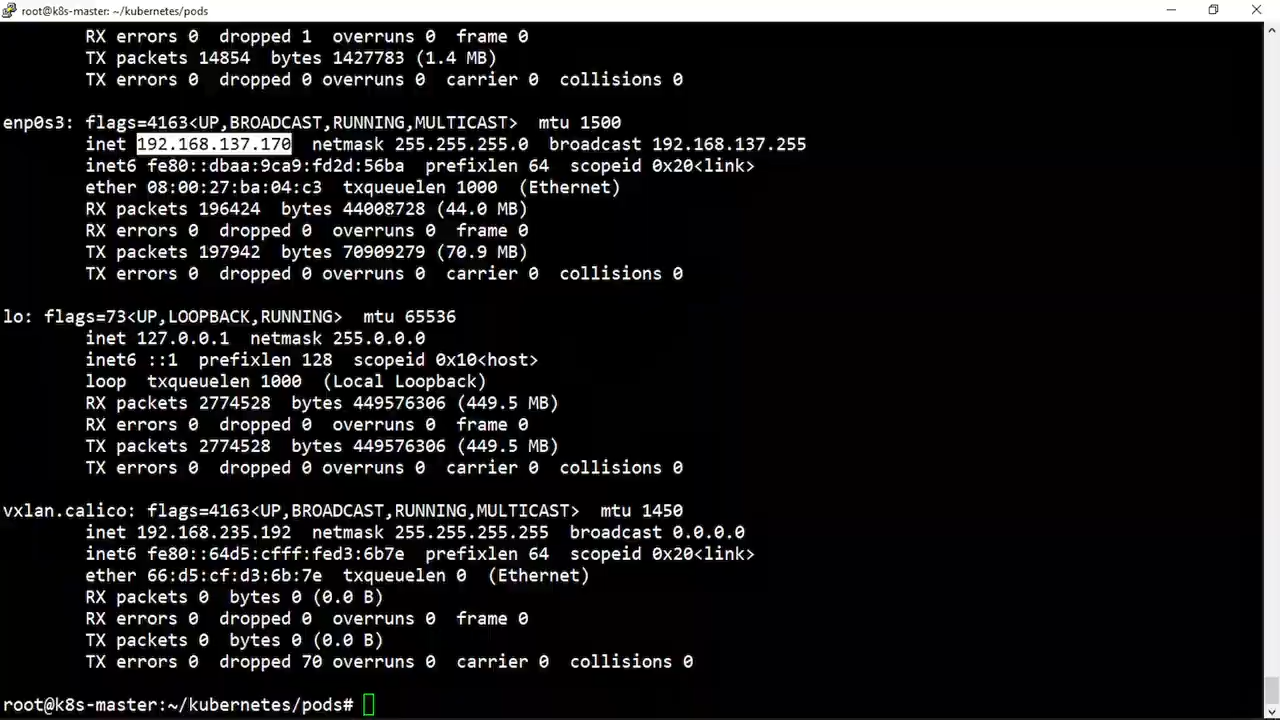 root@k8s-master: ~/kubernetes/pods
RX errors 0  dropped 1  overruns 0  frame 0
TX packets 14854  bytes 1427783 (1.4 MB)
TX errors 0  dropped 0 overruns 0  carrier 0  collisions 0
enp0s3: flags=4163<UP,BROADCAST,RUNNING,MULTICAST>  mtu 1500
inet 192.168.137.170  netmask 255.255.255.0  broadcast 192.168.137.255
inet6 fe80::dbaa:9ca9:fd2d:56ba  prefixlen 64  scopeid 0x20<link>
ether 08:00:27:ba:04:c3  txqueuelen 1000  (Ethernet)
RX packets 196424  bytes 44008728 (44.0 MB)
RX errors 0  dropped 0  overruns 0  frame 0
TX packets 197942  bytes 70909279 (70.9 MB)
TX errors 0  dropped 0 overruns 0  carrier 0  collisions 0
lo: flags=73<UP,LOOPBACK,RUNNING>  mtu 65536
inet 127.0.0.1  netmask 255.0.0.0
inet6 ::1  prefixlen 128  scopeid 0x10<host>
loop  txqueuelen 1000  (Local Loopback)
RX packets 2774528  bytes 449576306 (449.5 MB)
RX errors 0  dropped 0  overruns 0  frame 0
TX packets 2774528  bytes 449576306 (449.5 MB)
TX errors 0  dropped 0 overruns 0  carrier 0  collisions 0
vxlan.calico: flags=4163<UP,BROADCAST,RUNNING,MULTICAST>  mtu 1450
inet 192.168.235.192  netmask 255.255.255.255  broadcast 0.0.0.0
inet6 fe80::64d5:cfff:fed3:6b7e  prefixlen 64  scopeid 0x20<link>
ether 66:d5:cf:d3:6b:7e  txqueuelen 0  (Ethernet)
RX packets 0  bytes 0 (0.0 B)
RX errors 0  dropped 0  overruns 0  frame 0
TX packets 0  bytes 0 (0.0 B)
TX errors 0  dropped 70 overruns 0  carrier 0  collisions 0
root@k8s-master:~/kubernetes/pods#